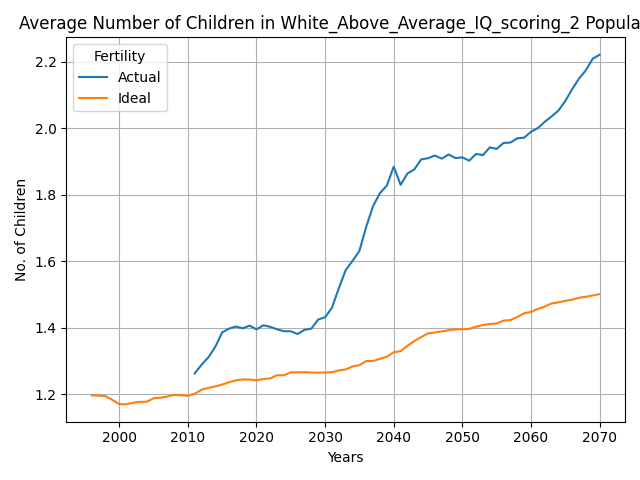 Average Number of Children in White_Above_Average_IQ_scoring_2 Popula
Fertility
Actual
Ideal
No. of Children
2.2
2.0
1.8
1.6
1.4
1.2
2000 2010 2020 2030 2040 2050 2060 2070
Years